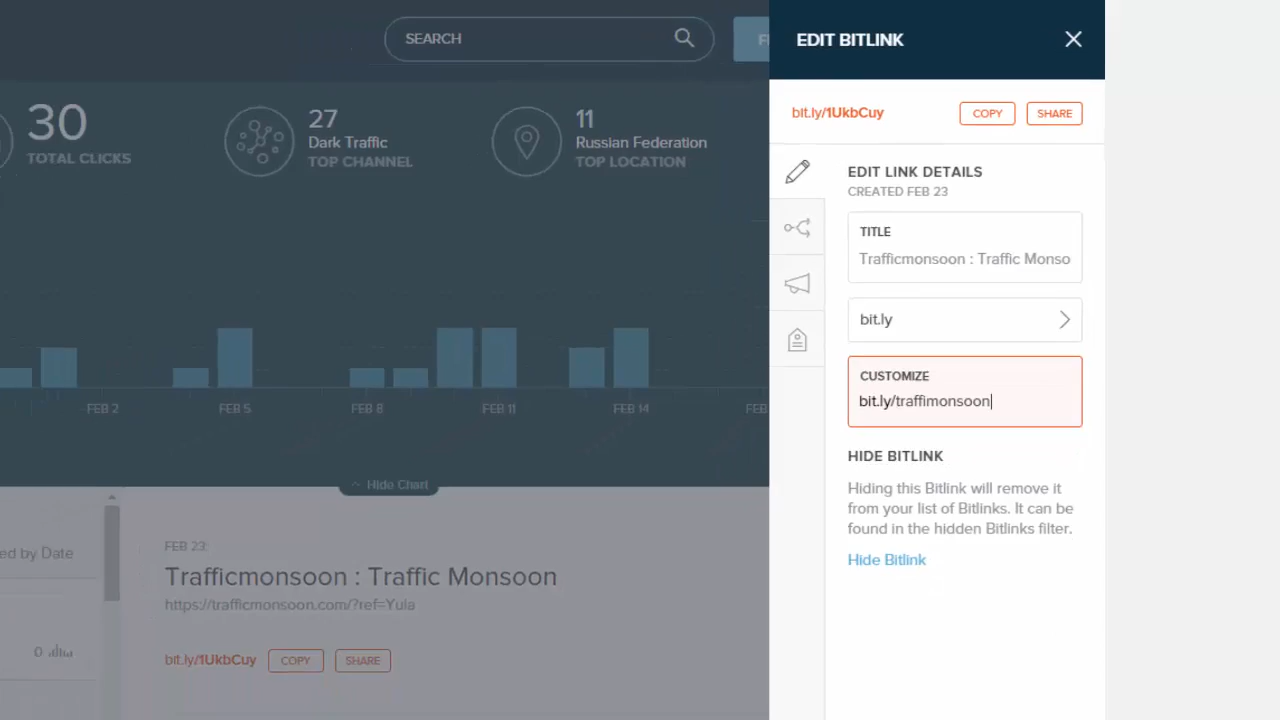 SEARCH
F
30
TOTAL CLICKS
27
Dark Traffic
TOP CHANNEL
11
Russian Federation
TOP LOCATION
FEB 2
FEB 5
FEB 8
FEB 11
FEB 14
FEB
Hide Chart
ed by Date
0
FEB 23
Trafficmonsoon : Traffic Monsoon
https://trafficmonsoon.com/?ref=Yula
bit.ly/1UkbCuy COPY SHARE
EDIT BITLINK
bit.ly/1UkbCuy COPY SHARE
EDIT LINK DETAILS
CREATED FEB 23
TITLE
Trafficmonsoon : Traffic Monso
bit.ly
CUSTOMIZE
bit.ly/traffimonsoon
HIDE BITLINK
Hiding this Bitlink will remove it
from your list of Bitlinks. It can be
found in the hidden Bitlinks filter.
Hide Bitlink